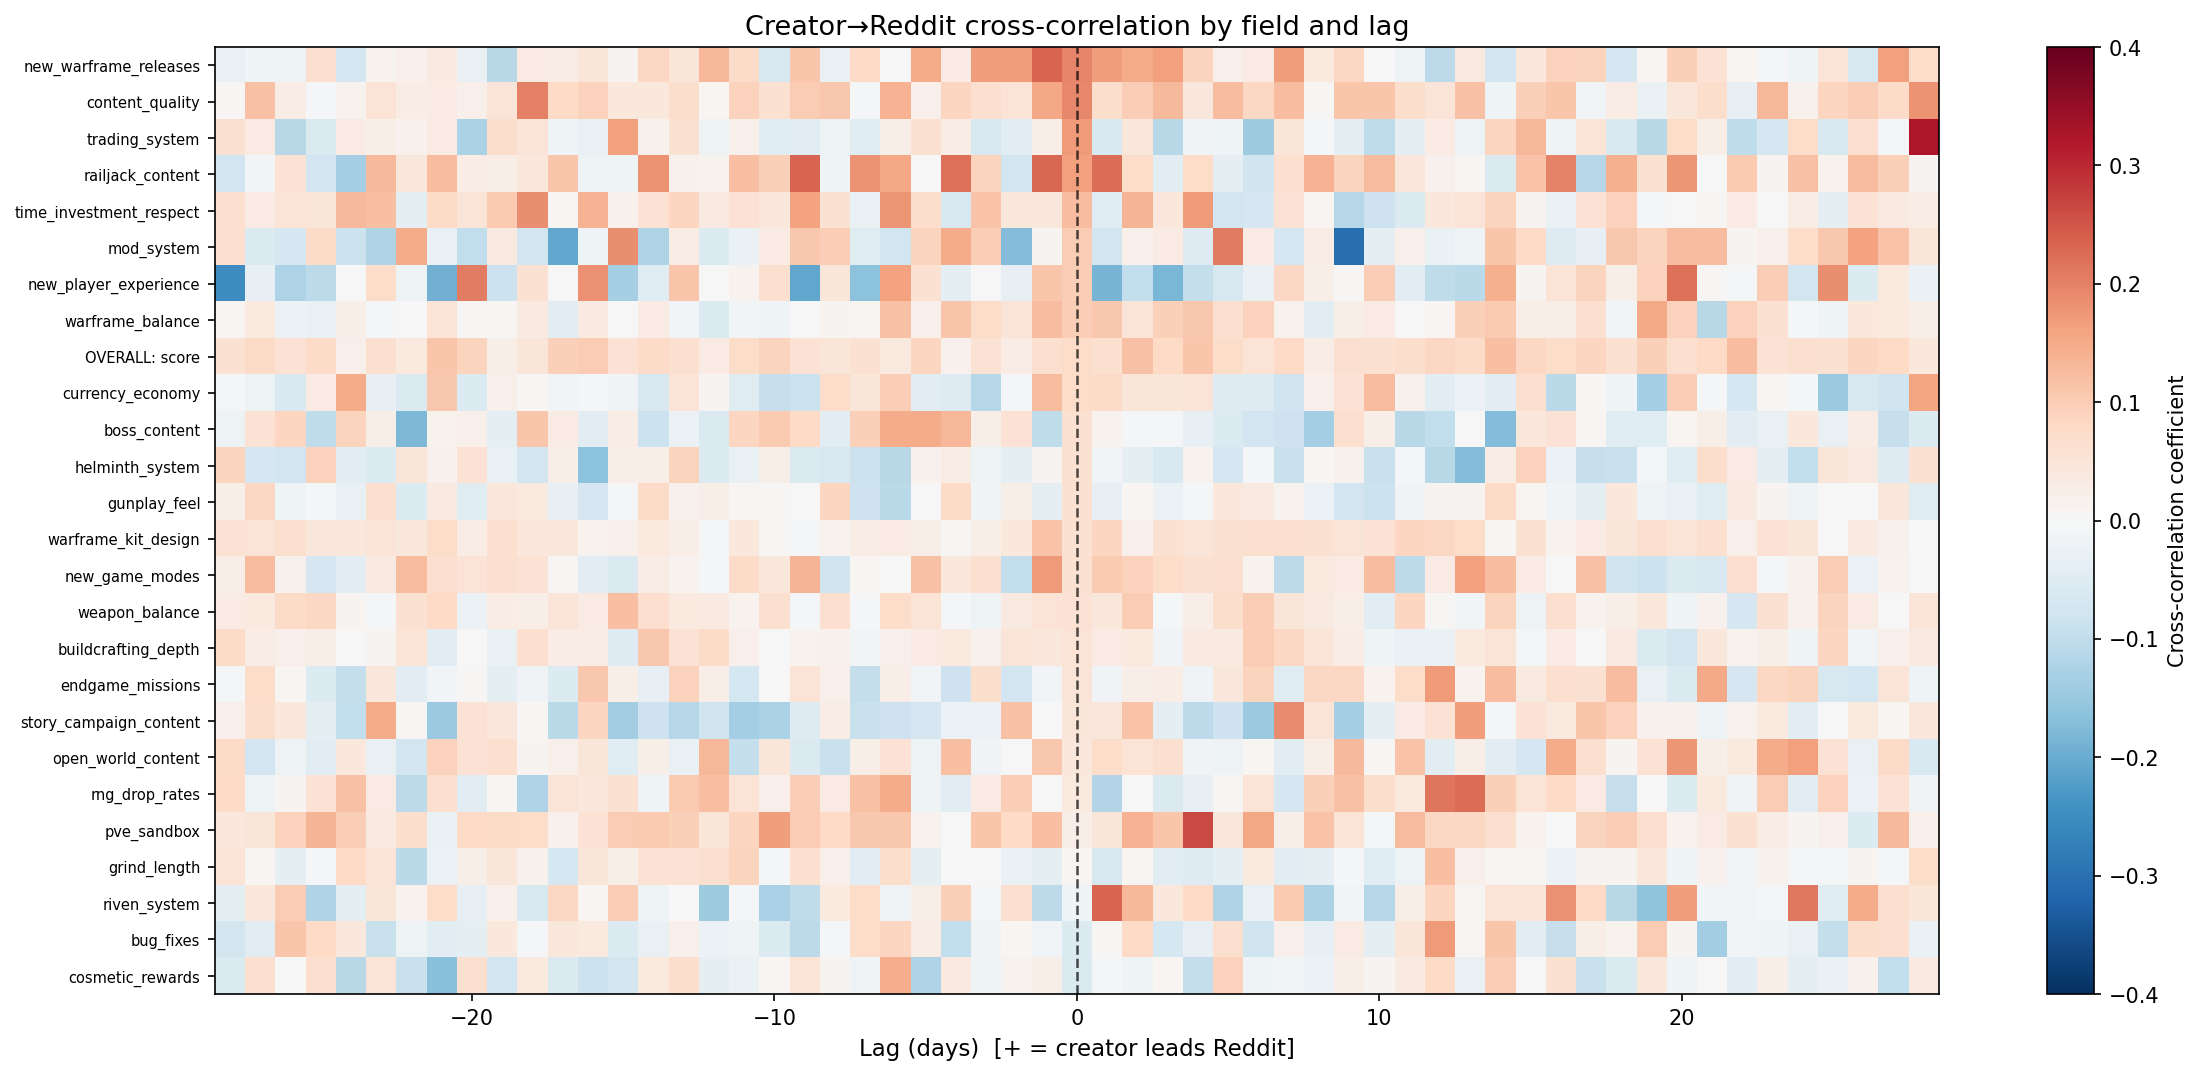 Creator→Reddit cross-correlation by field and lag
new_warframe_releases
content_quality
trading_system
railjack_content
time_investment_respect
mod_system
new_player_experience
warframe_balance
OVERALL: score
currency_economy
boss_content
helminth_system
gunplay_feel
warframe_kit_design
new_game_modes
weapon_balance
buildcrafting_depth
endgame_missions
story_campaign_content
open_world_content
rng_drop_rates
pve_sandbox
grind_length
riven_system
bug_fixes
cosmetic_rewards
−20
−10
0
10
20
Lag (days)  [+ = creator leads Reddit]
0.4
0.3
0.2
0.1
0.0
−0.1
−0.2
−0.3
−0.4
Cross-correlation coefficient